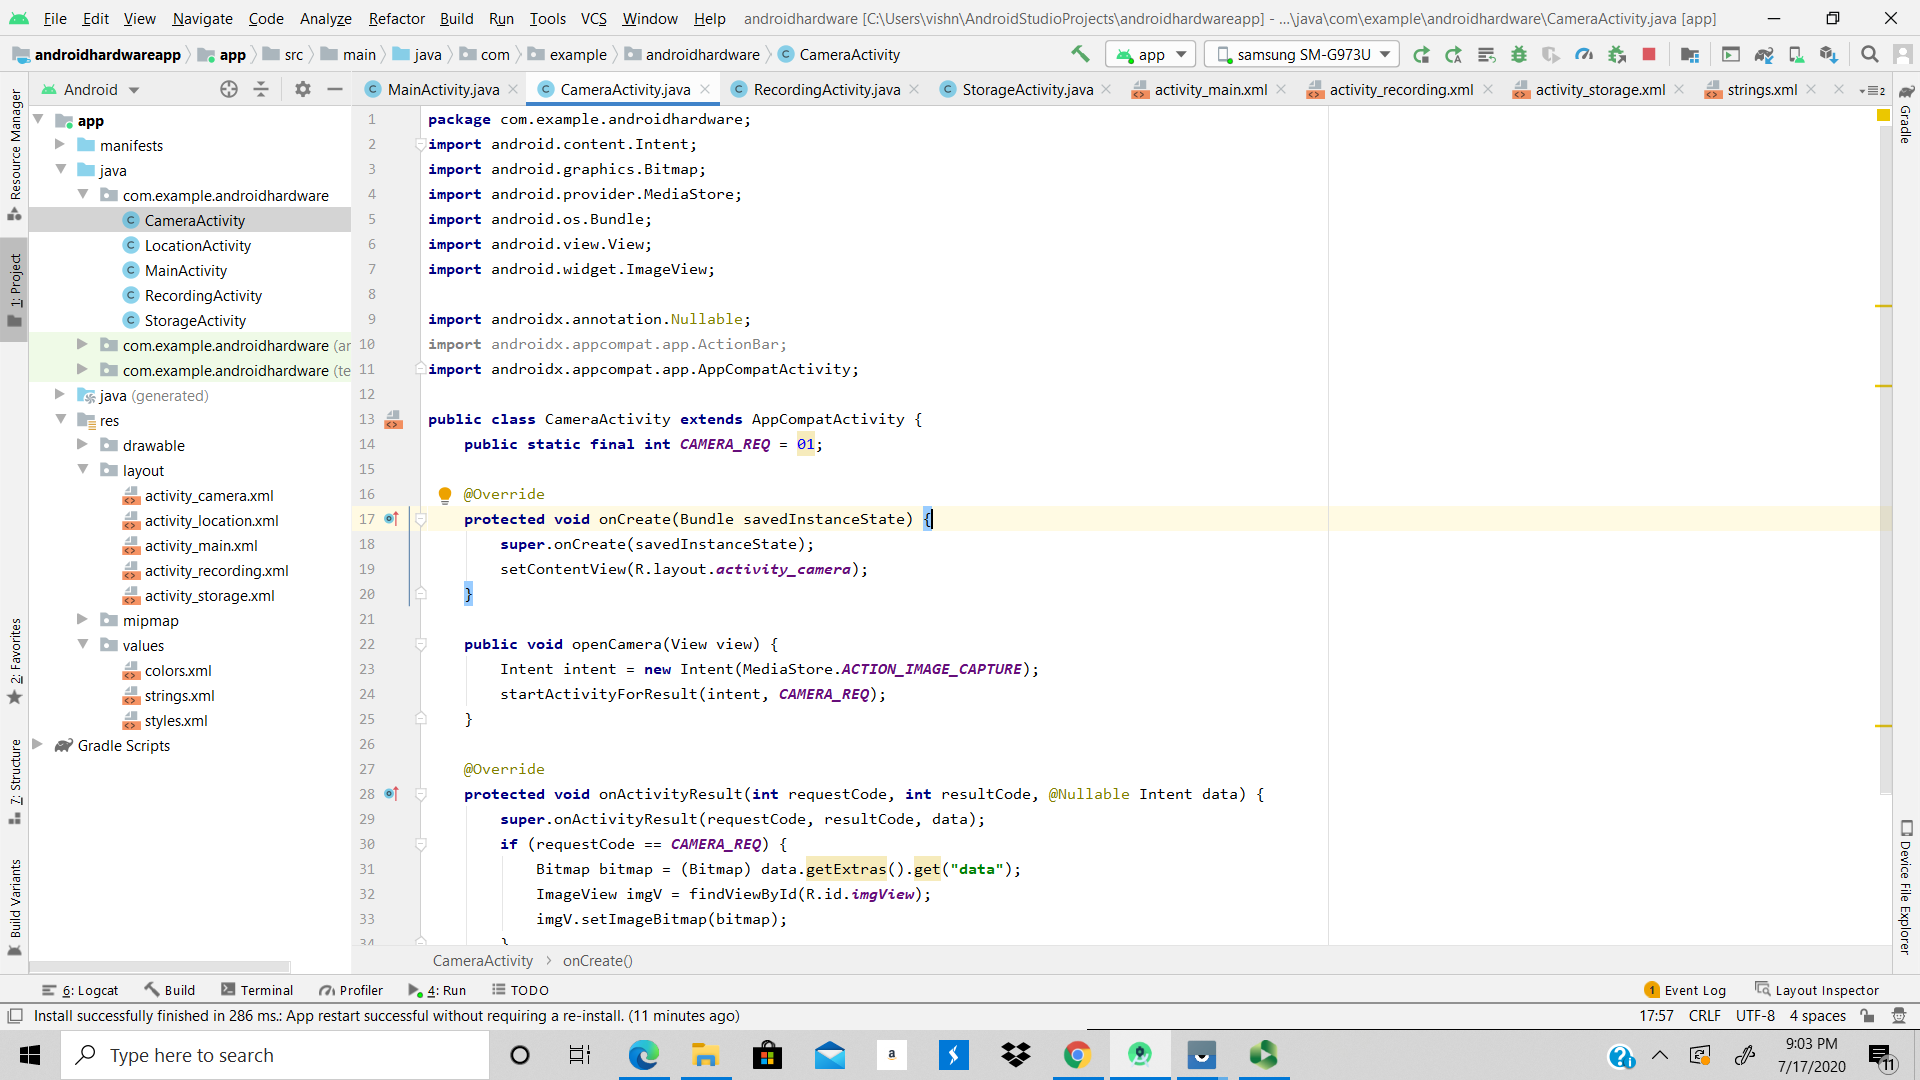 File Edit View Navigate Code Analyze Refactor Build Run Tools VCS Window Help androidhardware [C:\Users\vishn\AndroidStudioProjects\androidhardwareapp] - ...\java\com\example\androidhardware\CameraActivity.java [app]
androidhardwareapp app src main java com example androidhardware CameraActivity app samsung SM-G973U
Android MainActivity.java CameraActivity.java RecordingActivity.java StorageActivity.java activity_main.xml activity_recording.xml activity_storage.xml strings.xml 2
Resource Manager
1: Project
2: Favorites
7: Structure
Build Variants
app
manifests
java
com.example.androidhardware
CameraActivity
LocationActivity
MainActivity
RecordingActivity
StorageActivity
com.example.androidhardware (ar
com.example.androidhardware (te
java (generated)
res
drawable
layout
activity_camera.xml
activity_location.xml
activity_main.xml
activity_recording.xml
activity_storage.xml
mipmap
values
colors.xml
strings.xml
styles.xml
Gradle Scripts
1 package com.example.androidhardware;
2 import android.content.Intent;
3 import android.graphics.Bitmap;
4 import android.provider.MediaStore;
5 import android.os.Bundle;
6 import android.view.View;
7 import android.widget.ImageView;
8
9 import androidx.annotation.Nullable;
10 import androidx.appcompat.app.ActionBar;
11 import androidx.appcompat.app.AppCompatActivity;
12
13 public class CameraActivity extends AppCompatActivity {
14 public static final int CAMERA_REQ = 01;
15
16 @Override
17 protected void onCreate(Bundle savedInstanceState) {
18 super.onCreate(savedInstanceState);
19 setContentView(R.layout.activity_camera);
20 }
21
22 public void openCamera(View view) {
23 Intent intent = new Intent(MediaStore.ACTION_IMAGE_CAPTURE);
24 startActivityForResult(intent, CAMERA_REQ);
25 }
26
27 @Override
28 protected void onActivityResult(int requestCode, int resultCode, @Nullable Intent data) {
29 super.onActivityResult(requestCode, resultCode, data);
30 if (requestCode == CAMERA_REQ) {
31 Bitmap bitmap = (Bitmap) data.getExtras().get("data");
32 ImageView imgV = findViewById(R.id.imgView);
33 imgV.setImageBitmap(bitmap);
34 }
Gradle
Device File Explorer
CameraActivity onCreate()
6: Logcat Build Terminal Profiler 4: Run TODO 1 Event Log Layout Inspector
Install successfully finished in 286 ms.: App restart successful without requiring a re-install. (11 minutes ago) 17:57 CRLF UTF-8 4 spaces
Type here to search
a
9:03 PM
7/17/2020
11